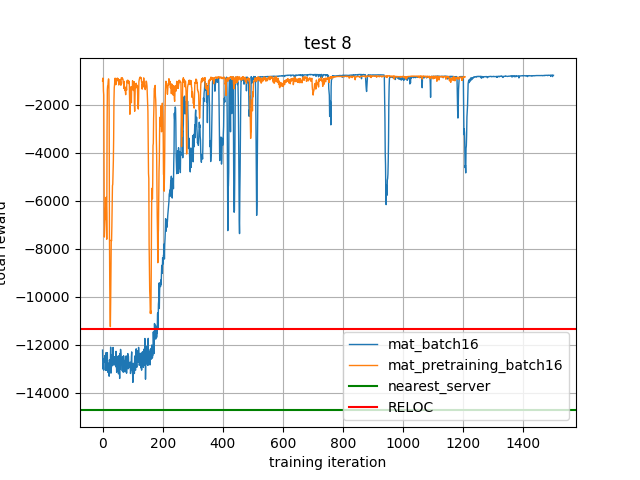 test 8
total reward
−2000
−4000
−6000
−8000
−10000
−12000
−14000
mat_batch16
mat_pretraining_batch16
nearest_server
RELOC
0 200 400 600 800 1000 1200 1400
training iteration